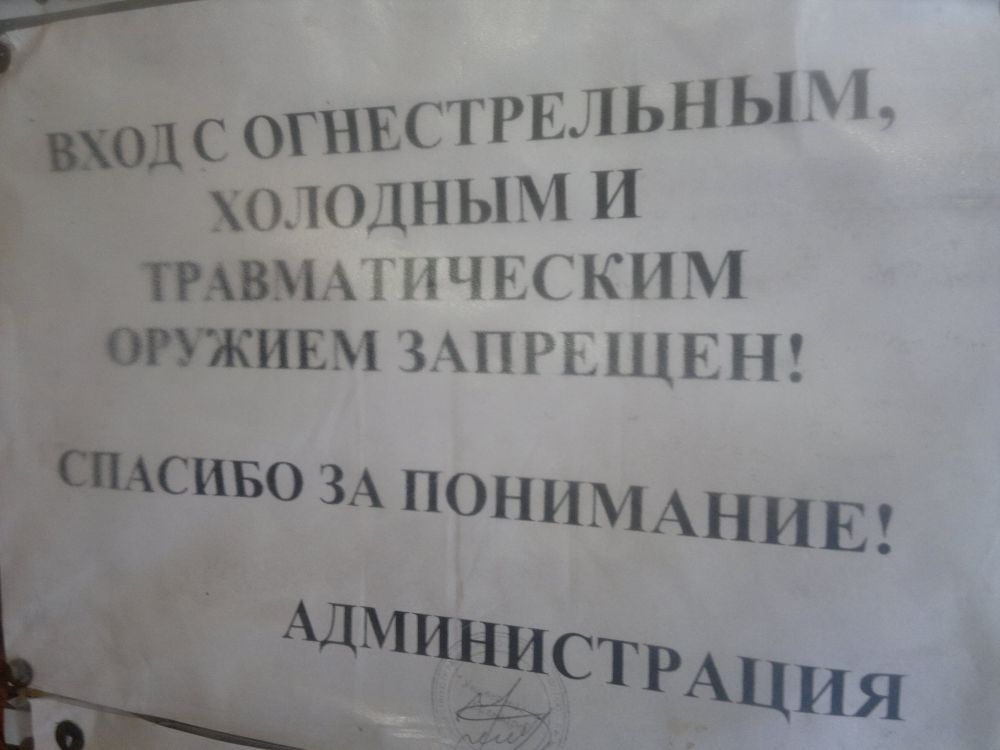 ВХОД С ОГНЕСТРЕЛЬНЫМ,
ХОЛОДНЫМ И
ТРАВМАТИЧЕСКИМ
ОРУЖИЕМ ЗАПРЕЩЕН!
СПАСИБО ЗА ПОНИМАНИЕ!
АДМИНИСТРАЦИЯ